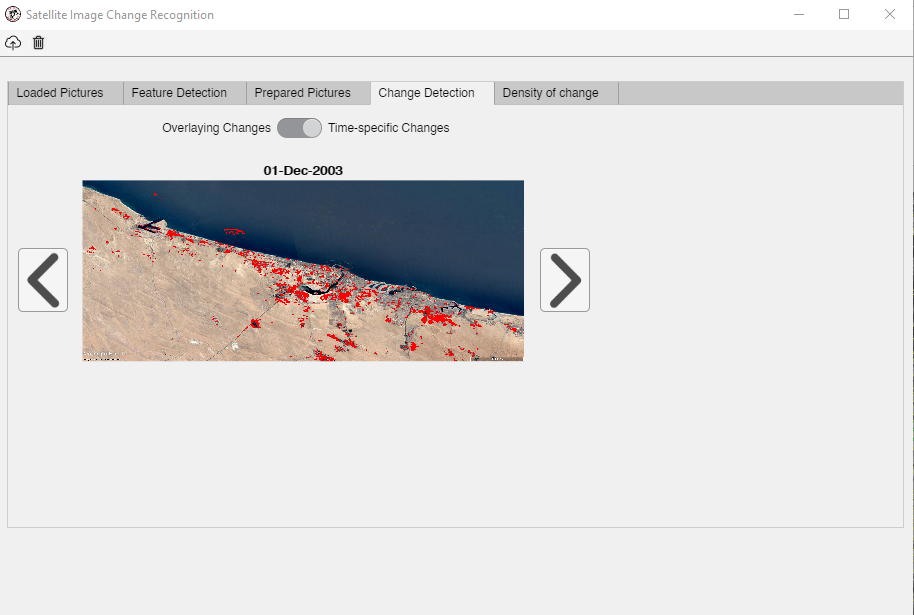 Satellite Image Change Recognition
Loaded Pictures
Feature Detection
Prepared Pictures
Change Detection
Density of change
Overlaying Changes
Time-specific Changes
01-Dec-2003